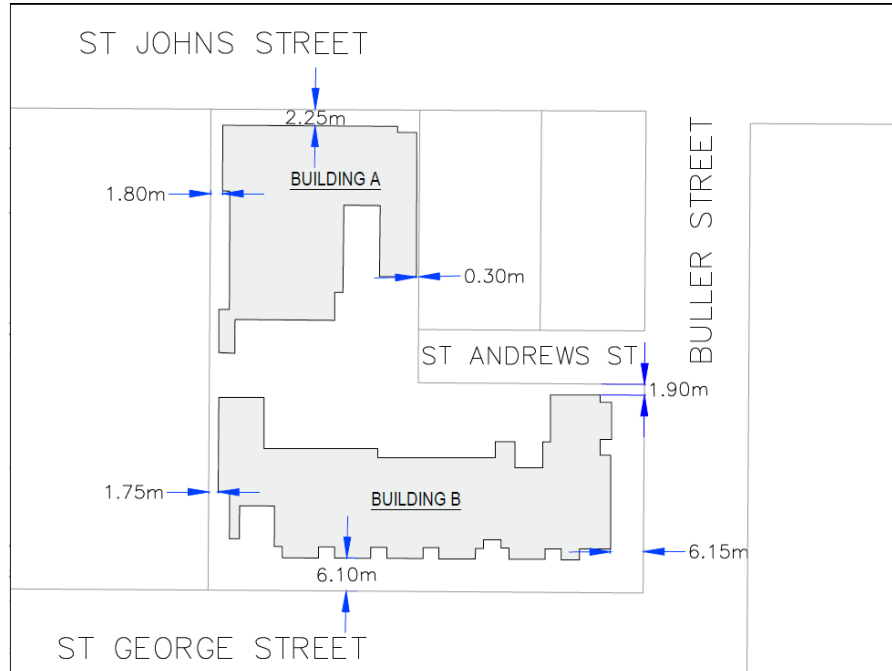 ST JOHNS STREET
2.25m
BUILDING A
1.80m
0.30m
BULLER STREET
ST ANDREWS ST
1.90m
1.75m
BUILDING B
6.15m
6.10m
ST GEORGE STREET